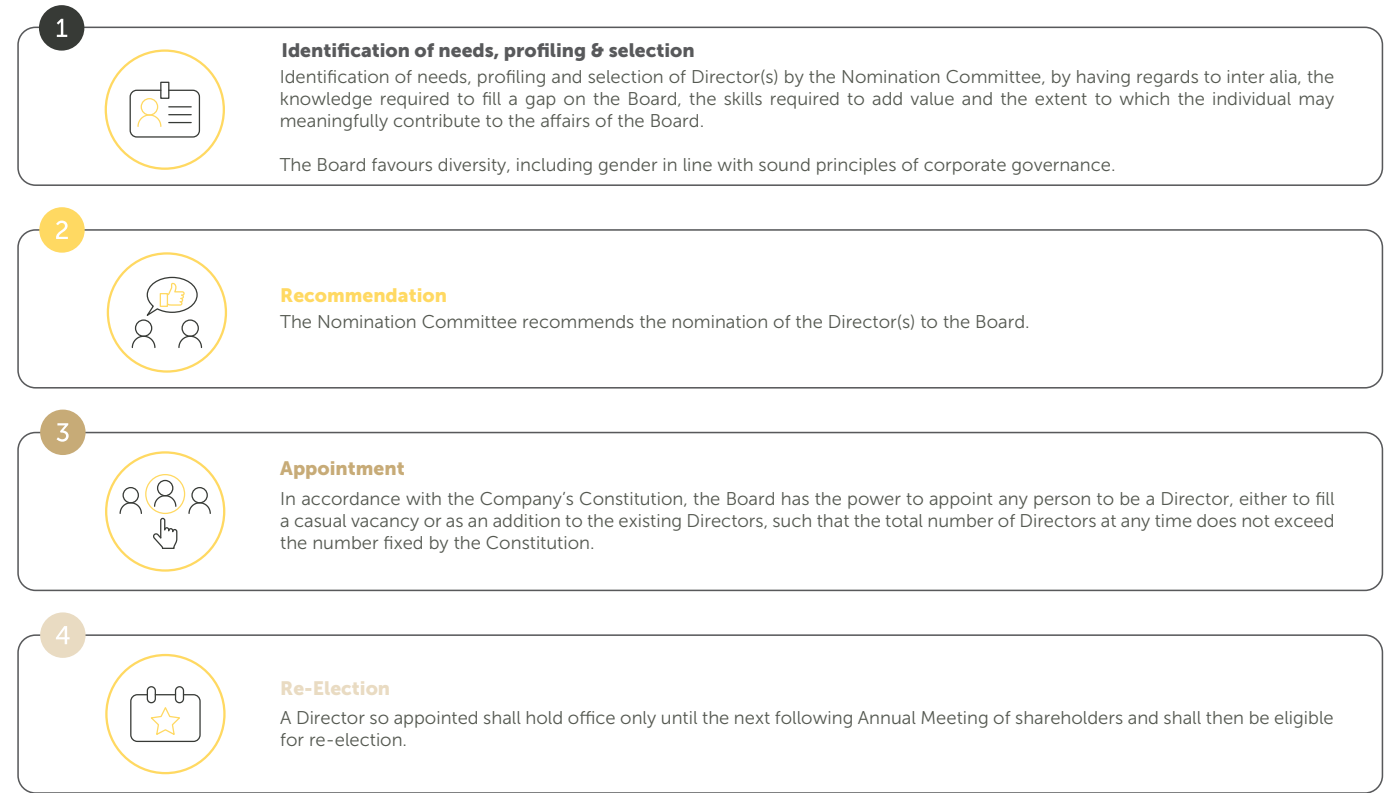 1
Identification of needs, profiling & selection
Identification of needs, profiling and selection of Director(s) by the Nomination Committee, by having regards to inter alia, the
knowledge required to fill a gap on the Board, the skills required to add value and the extent to which the individual may
meaningfully contribute to the affairs of the Board.
The Board favours diversity, including gender in line with sound principles of corporate governance.
2
Recommendation
The Nomination Committee recommends the nomination of the Director(s) to the Board.
3
Appointment
In accordance with the Company's Constitution, the Board has the power to appoint any person to be a Director, either to fill
a casual vacancy or as an addition to the existing Directors, such that the total number of Directors at any time does not exceed
the number fixed by the Constitution.
4
Re-Election
A Director so appointed shall hold office only until the next following Annual Meeting of shareholders and shall then be eligible
for re-election.